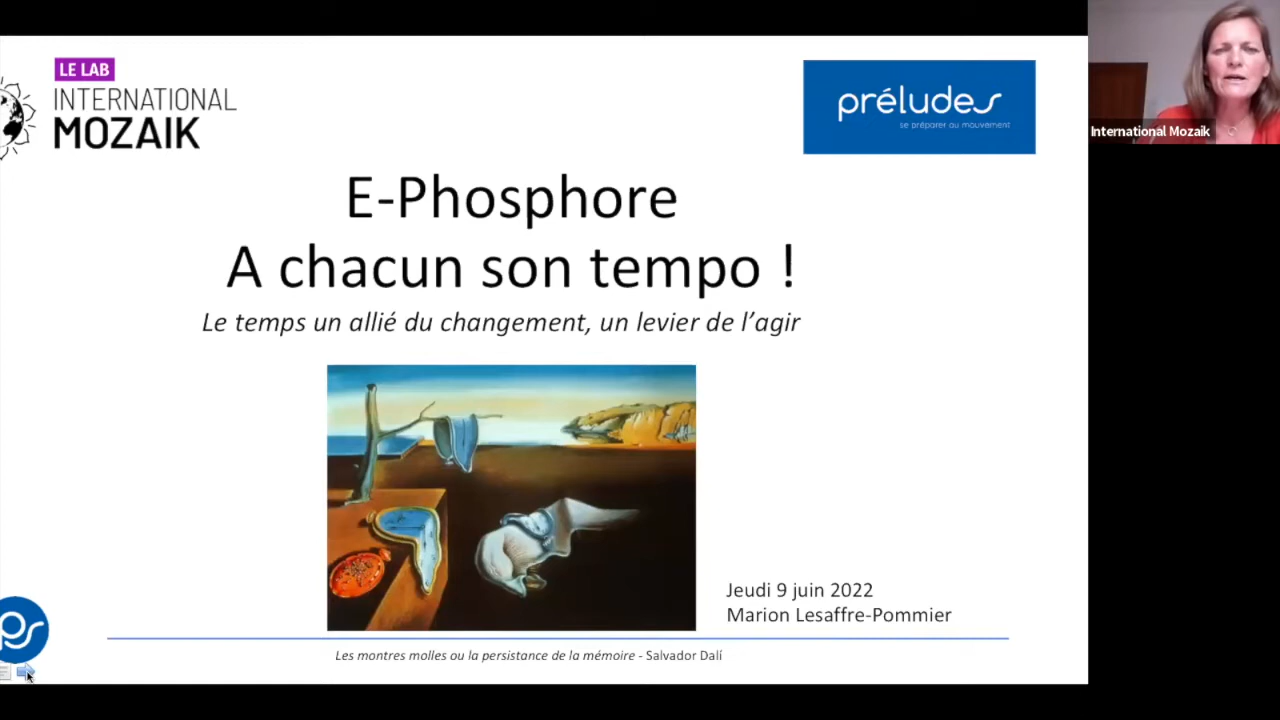 LE LAB
INTERNATIONAL
MOZAIK
préludes
se préparer au mouvement
International Mozaik
E-Phosphore
A chacun son tempo !
Le temps un allié du changement, un levier de l’agir
Jeudi 9 juin 2022
Marion Lesaffre-Pommier
ps
Les montres molles ou la persistance de la mémoire - Salvador Dalí